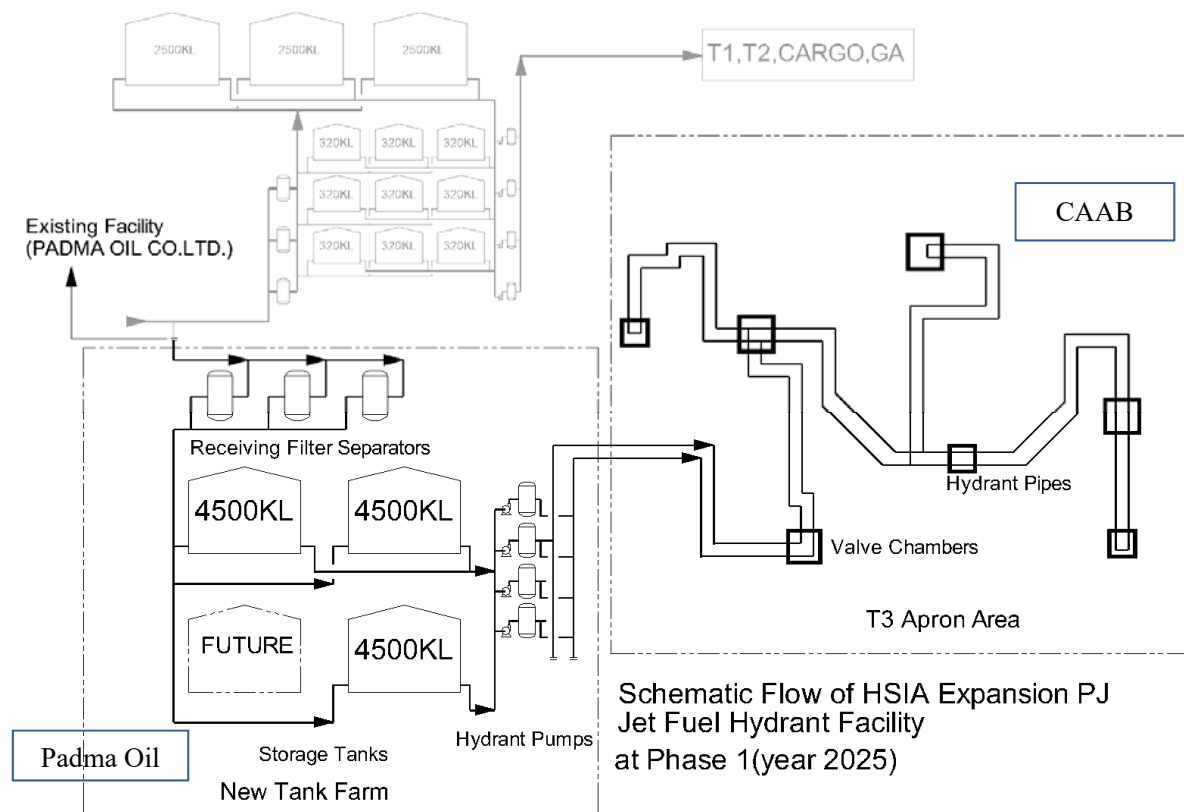 2500KL
2500KL
2500KL
T1,T2,CARGO,GA
320KL
320KL
320KL
320KL
320KL
320KL
320KL
320KL
320KL
Existing Facility
(PADMA OIL CO.LTD.)
CAAB
Receiving Filter Separators
4500KL
4500KL
Hydrant Pipes
Valve Chambers
T3 Apron Area
FUTURE
4500KL
Hydrant Pumps
Storage Tanks
Padma Oil
New Tank Farm
Schematic Flow of HSIA Expansion PJ
Jet Fuel Hydrant Facility
at Phase 1(year 2025)